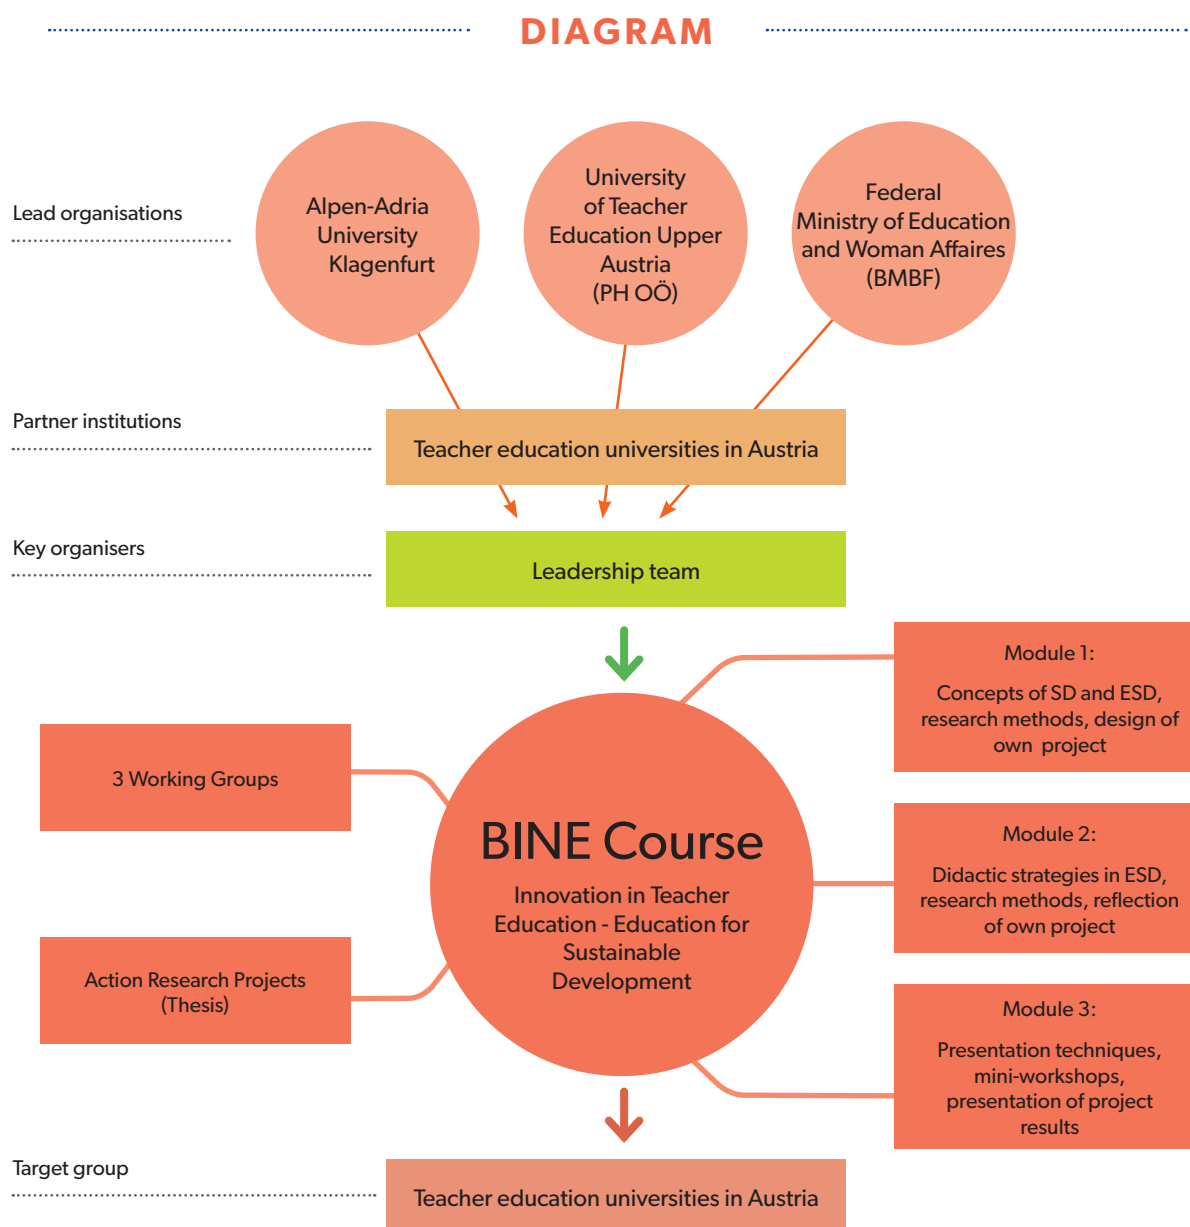 DIAGRAM
Lead organisations
Alpen-Adria
University
Klagenfurt
University
of Teacher
Education Upper
Austria
(PH OÖ)
Federal
Ministry of Education
and Woman Affaires
(BMBF)
Partner institutions
Teacher education universities in Austria
Key organisers
Leadership team
3 Working Groups
Action Research Projects
(Thesis)
BINE Course
Innovation in Teacher
Education - Education for
Sustainable
Development
Module 1:
Concepts of SD and ESD,
research methods, design of
own project
Module 2:
Didactic strategies in ESD,
research methods, reflection
of own project
Module 3:
Presentation techniques,
mini-workshops,
presentation of project
results
Target group
Teacher education universities in Austria